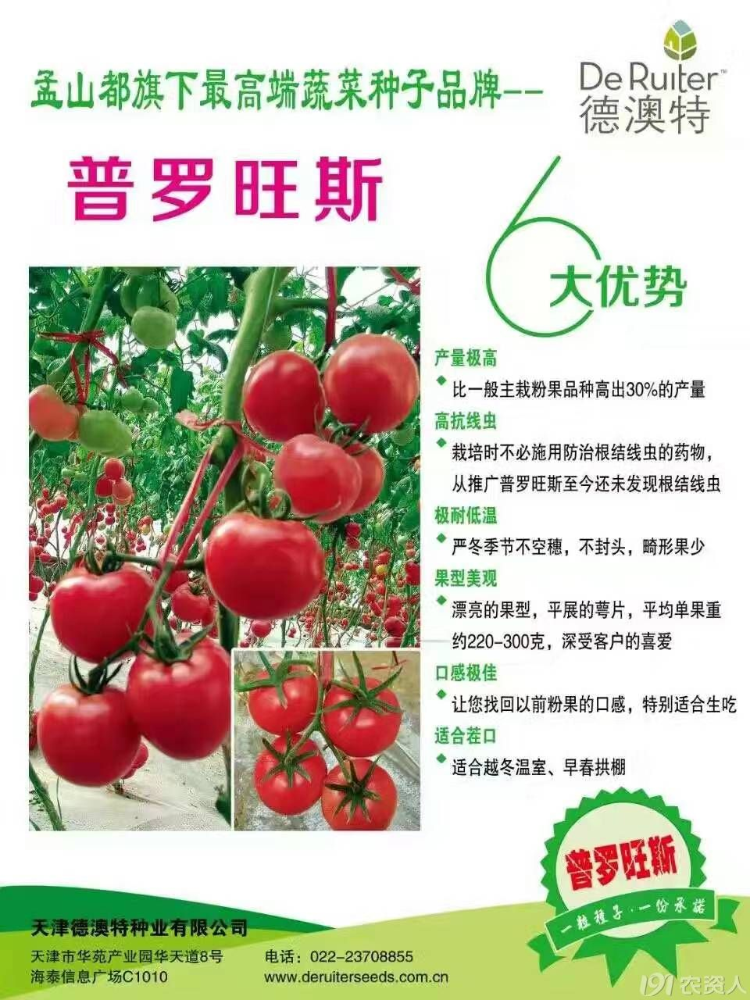 孟山都旗下最高端蔬菜种子品牌--
De Ruiter™
德澳特
普罗旺斯
6
大优势
产量极高
比一般主栽粉果品种高出30%的产量
高抗线虫
栽培时不必施用防治根结线虫的药物，
从推广普罗旺斯至今还未发现根结线虫
极耐低温
严冬季节不空穗，不封头，畸形果少
果型美观
漂亮的果型，平展的萼片，平均单果重
约220-300克，深受客户的喜爱
口感极佳
让您找回以前粉果的口感，特别适合生吃
适合茬口
适合越冬温室、早春拱棚
普罗旺斯
一粒種子·一份承諾
天津德澳特种业有限公司
天津市华苑产业园华天道8号
电话：022-23708855
海泰信息广场C1010
www.deruiterseeds.com.cn
191农资人